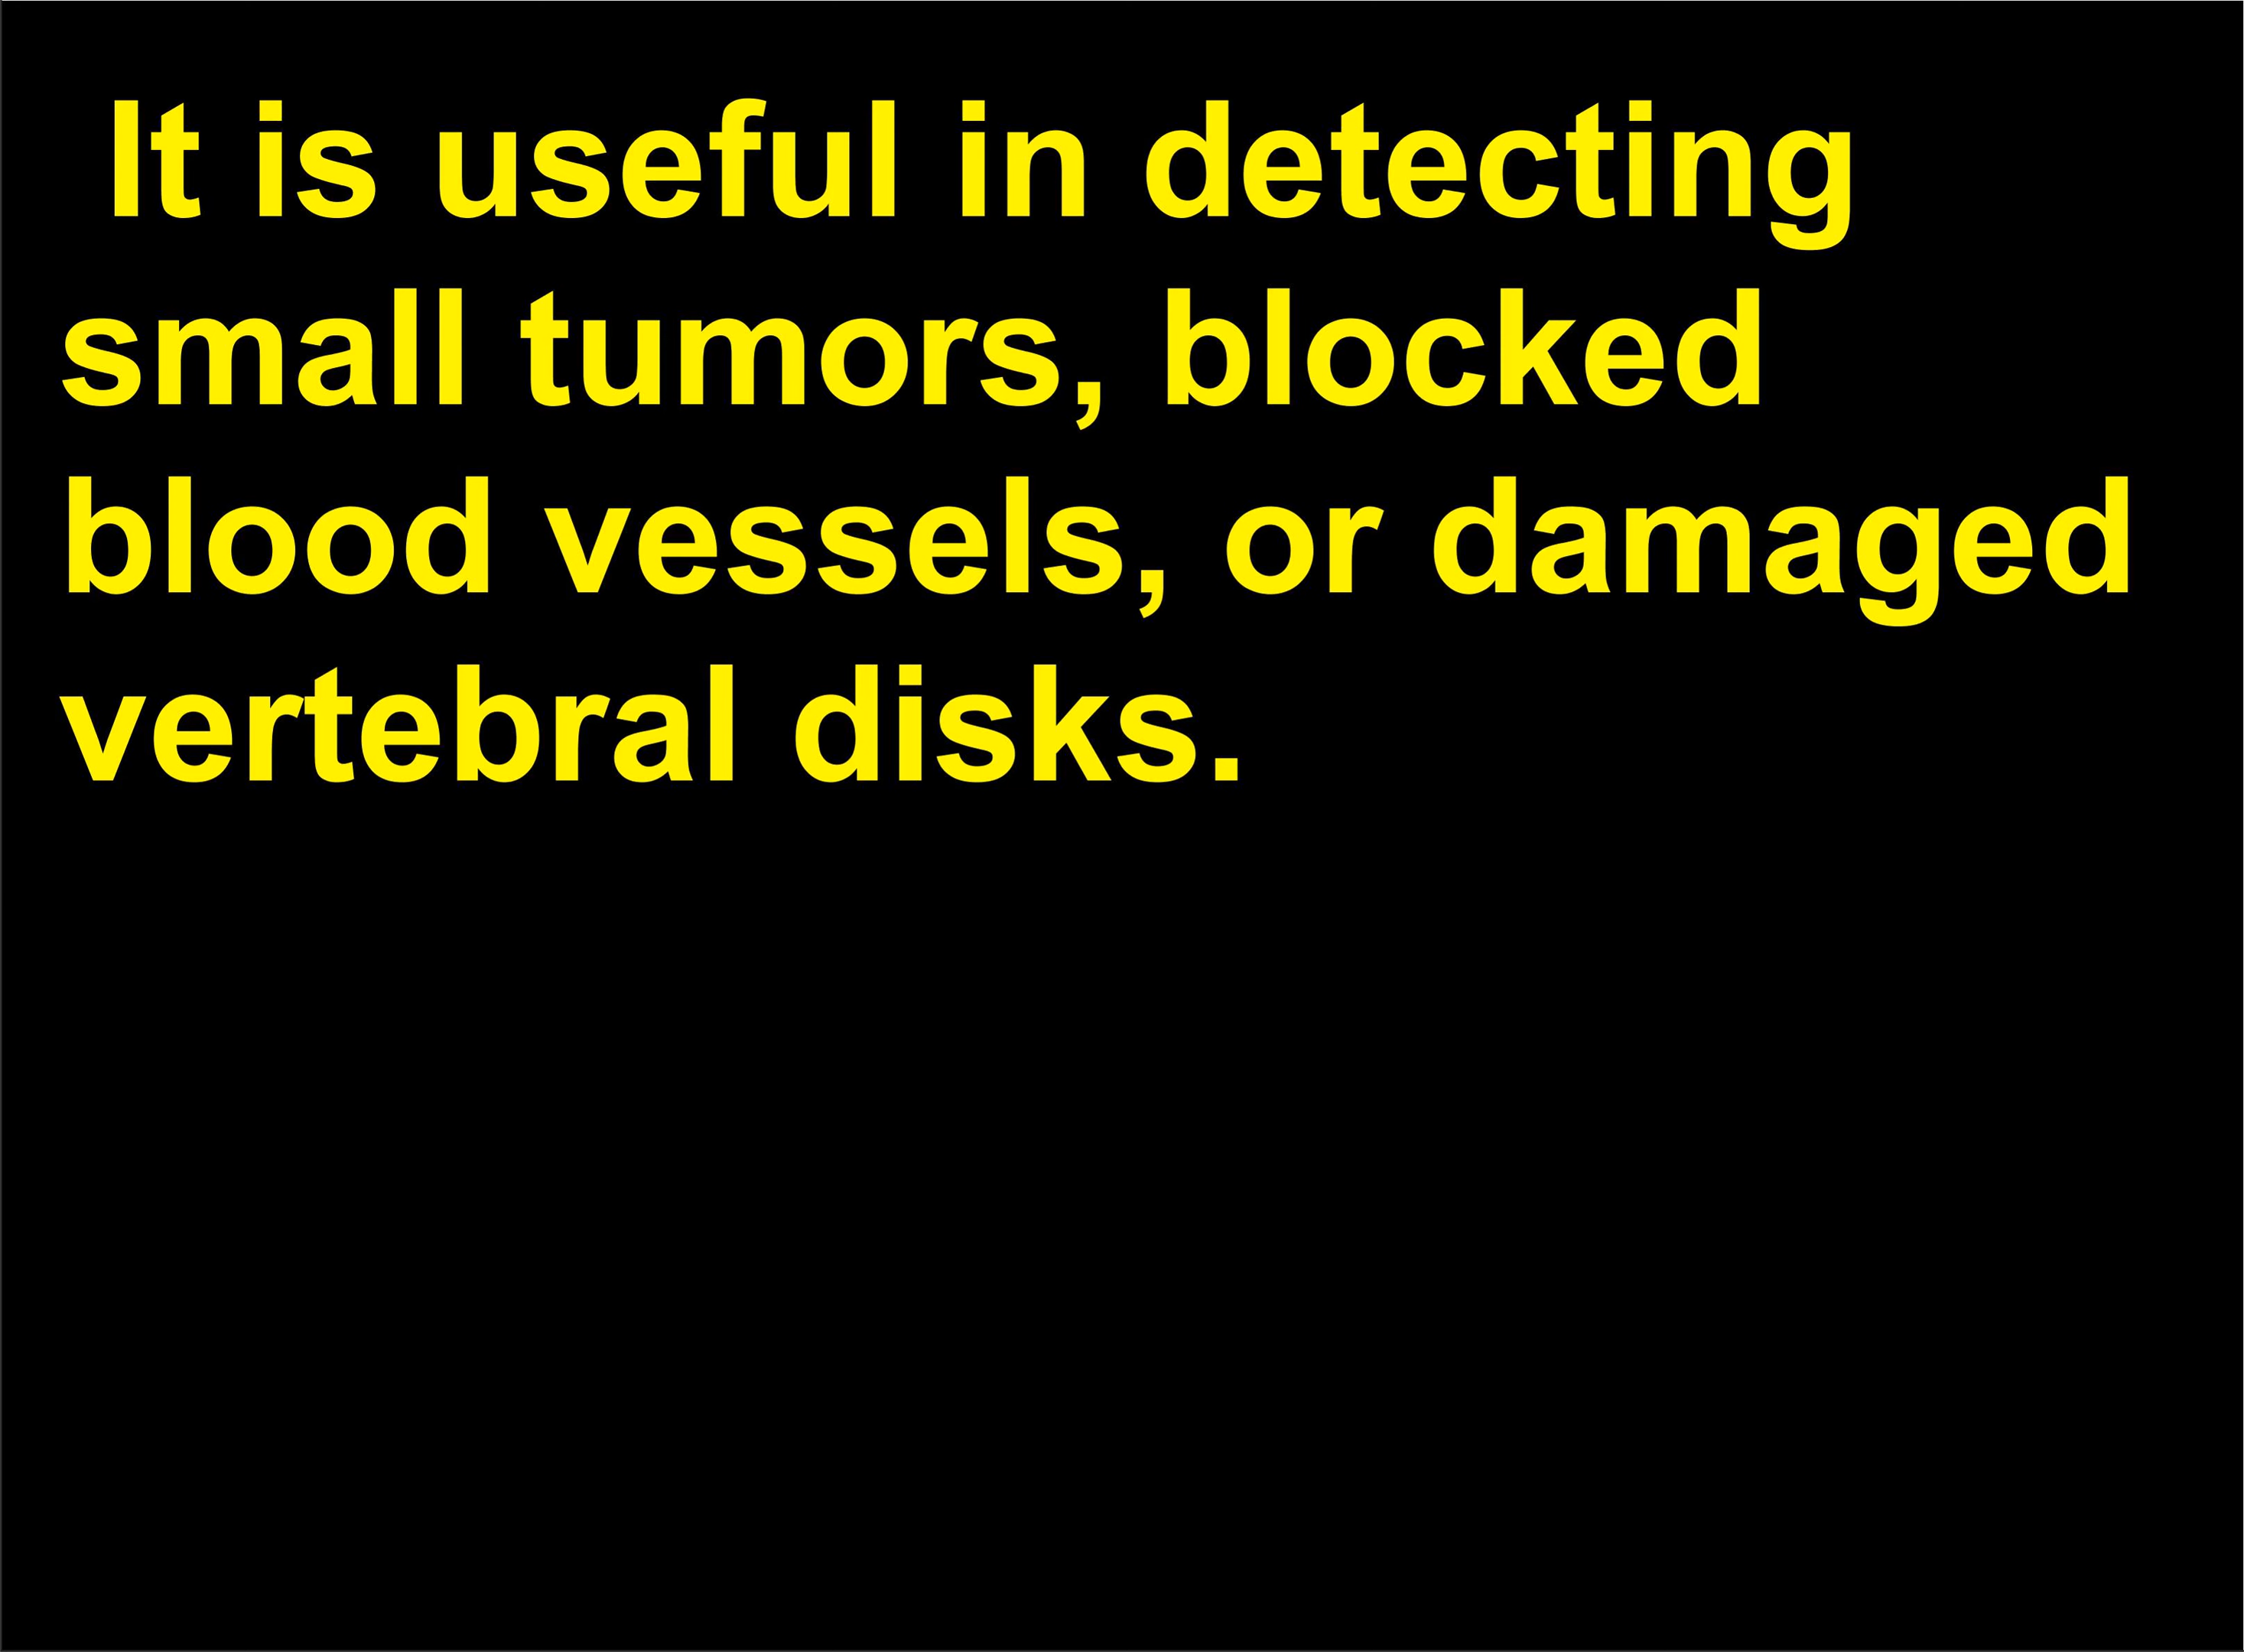 It is useful in detecting
small tumors, blocked
blood vessels, or damaged
vertebral disks.